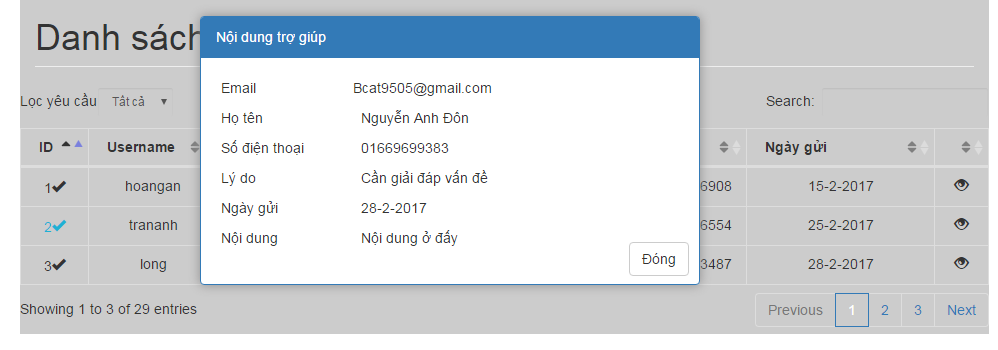 Danh sách
Nội dung trợ giúp
Email Bcat9505@gmail.com
Họ tên Nguyễn Anh Đôn
Số điện thoại 01669699383
Lý do Cần giải đáp vấn đề
Ngày gửi 28-2-2017
Nội dung Nội dung ở đấy
Đóng
Lọc yêu cầu Tất cả Search:
ID Username Ngày gửi
1 hoangan 6908 15-2-2017
2 trananh 6554 25-2-2017
3 long 3487 28-2-2017
Showing 1 to 3 of 29 entries Previous 1 2 3 Next